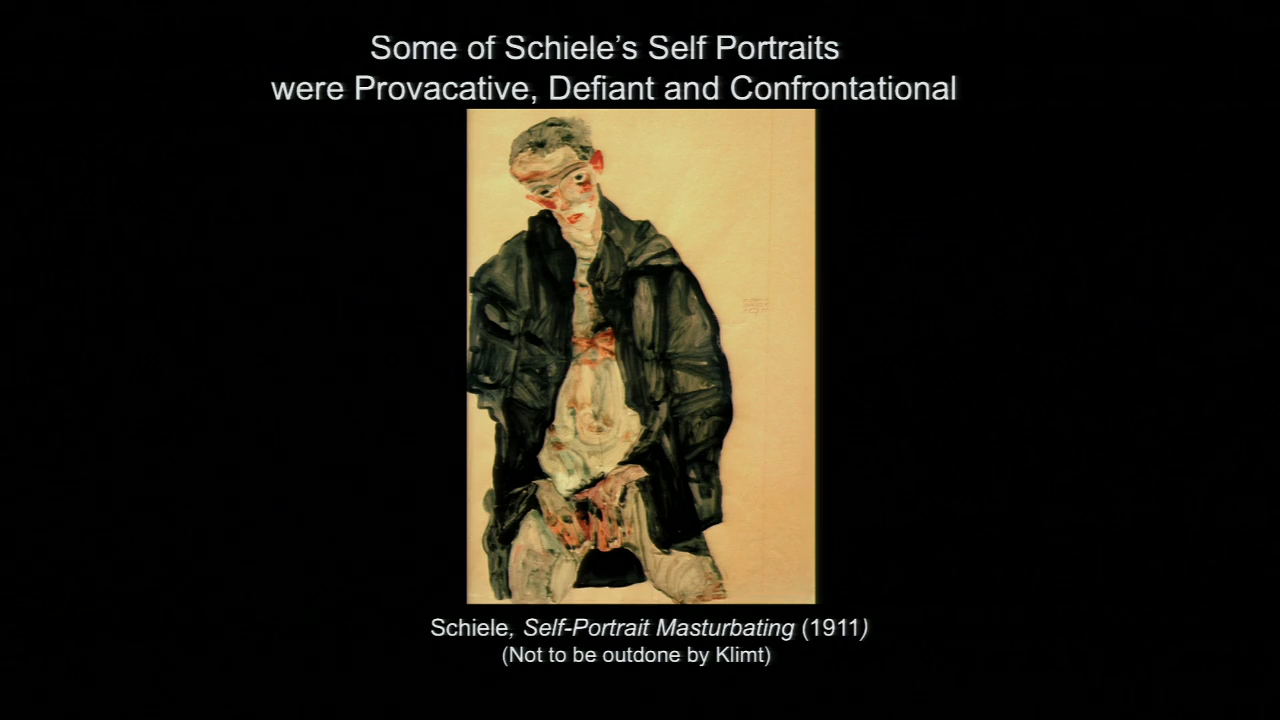 Some of Schiele’s Self Portraits
were Provacative, Defiant and Confrontational
Schiele, Self-Portrait Masturbating (1911)
(Not to be outdone by Klimt)